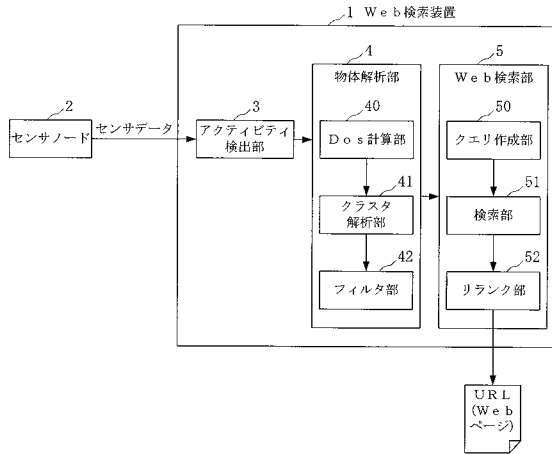 1 Ｗｅｂ検索装置
4
物体解析部
5
Ｗｅｂ検索部
2
センサノード
センサデータ
3
アクティビティ
検出部
40
Ｄｏｓ計算部
41
クラスタ
解析部
42
フィルタ部
50
クエリ作成部
51
検索部
52
リランク部
ＵＲＬ
(Ｗｅｂ
ページ)